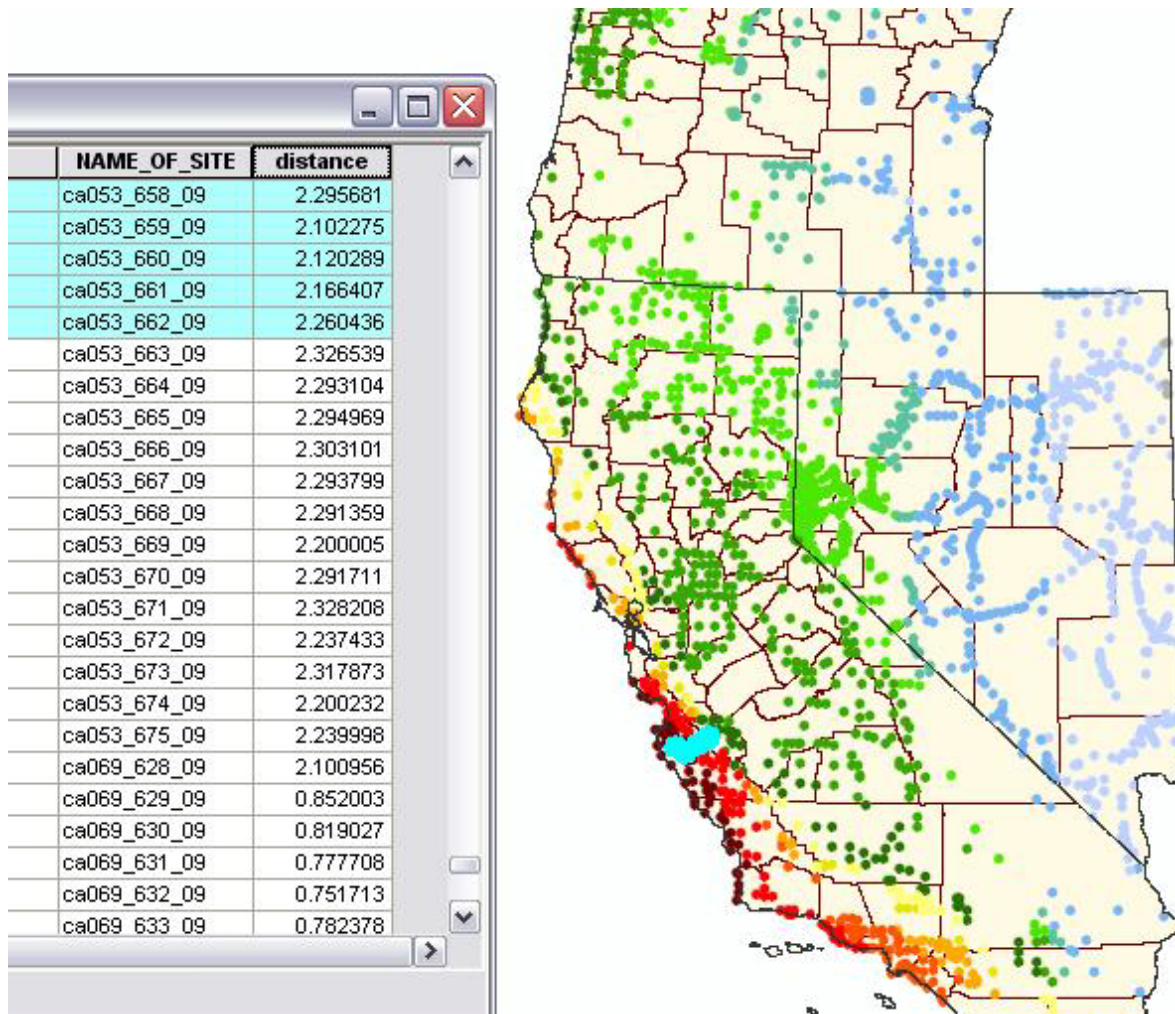 NAME_OF_SITE distance
ca053_658_09 2.295681
ca053_659_09 2.102275
ca053_660_09 2.120289
ca053_661_09 2.166407
ca053_662_09 2.260436
ca053_663_09 2.326539
ca053_664_09 2.293104
ca053_665_09 2.294969
ca053_666_09 2.303101
ca053_667_09 2.293799
ca053_668_09 2.291359
ca053_669_09 2.200005
ca053_670_09 2.291711
ca053_671_09 2.328208
ca053_672_09 2.237433
ca053_673_09 2.317873
ca053_674_09 2.200232
ca053_675_09 2.239998
ca069_628_09 2.100956
ca069_629_09 0.852003
ca069_630_09 0.819027
ca069_631_09 0.777708
ca069_632_09 0.751713
ca069_633_09 0.782378